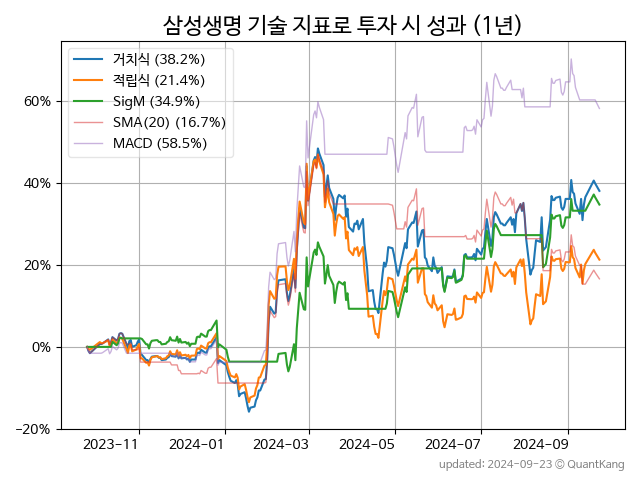 삼성생명 기술 지표로 투자 시 성과 (1년)
거치식 (38.2%)
적립식 (21.4%)
SigM (34.9%)
SMA(20) (16.7%)
MACD (58.5%)
60%
40%
20%
0%
−20%
2023-11 2024-01 2024-03 2024-05 2024-07 2024-09
updated: 2024-09-23 © QuantKang